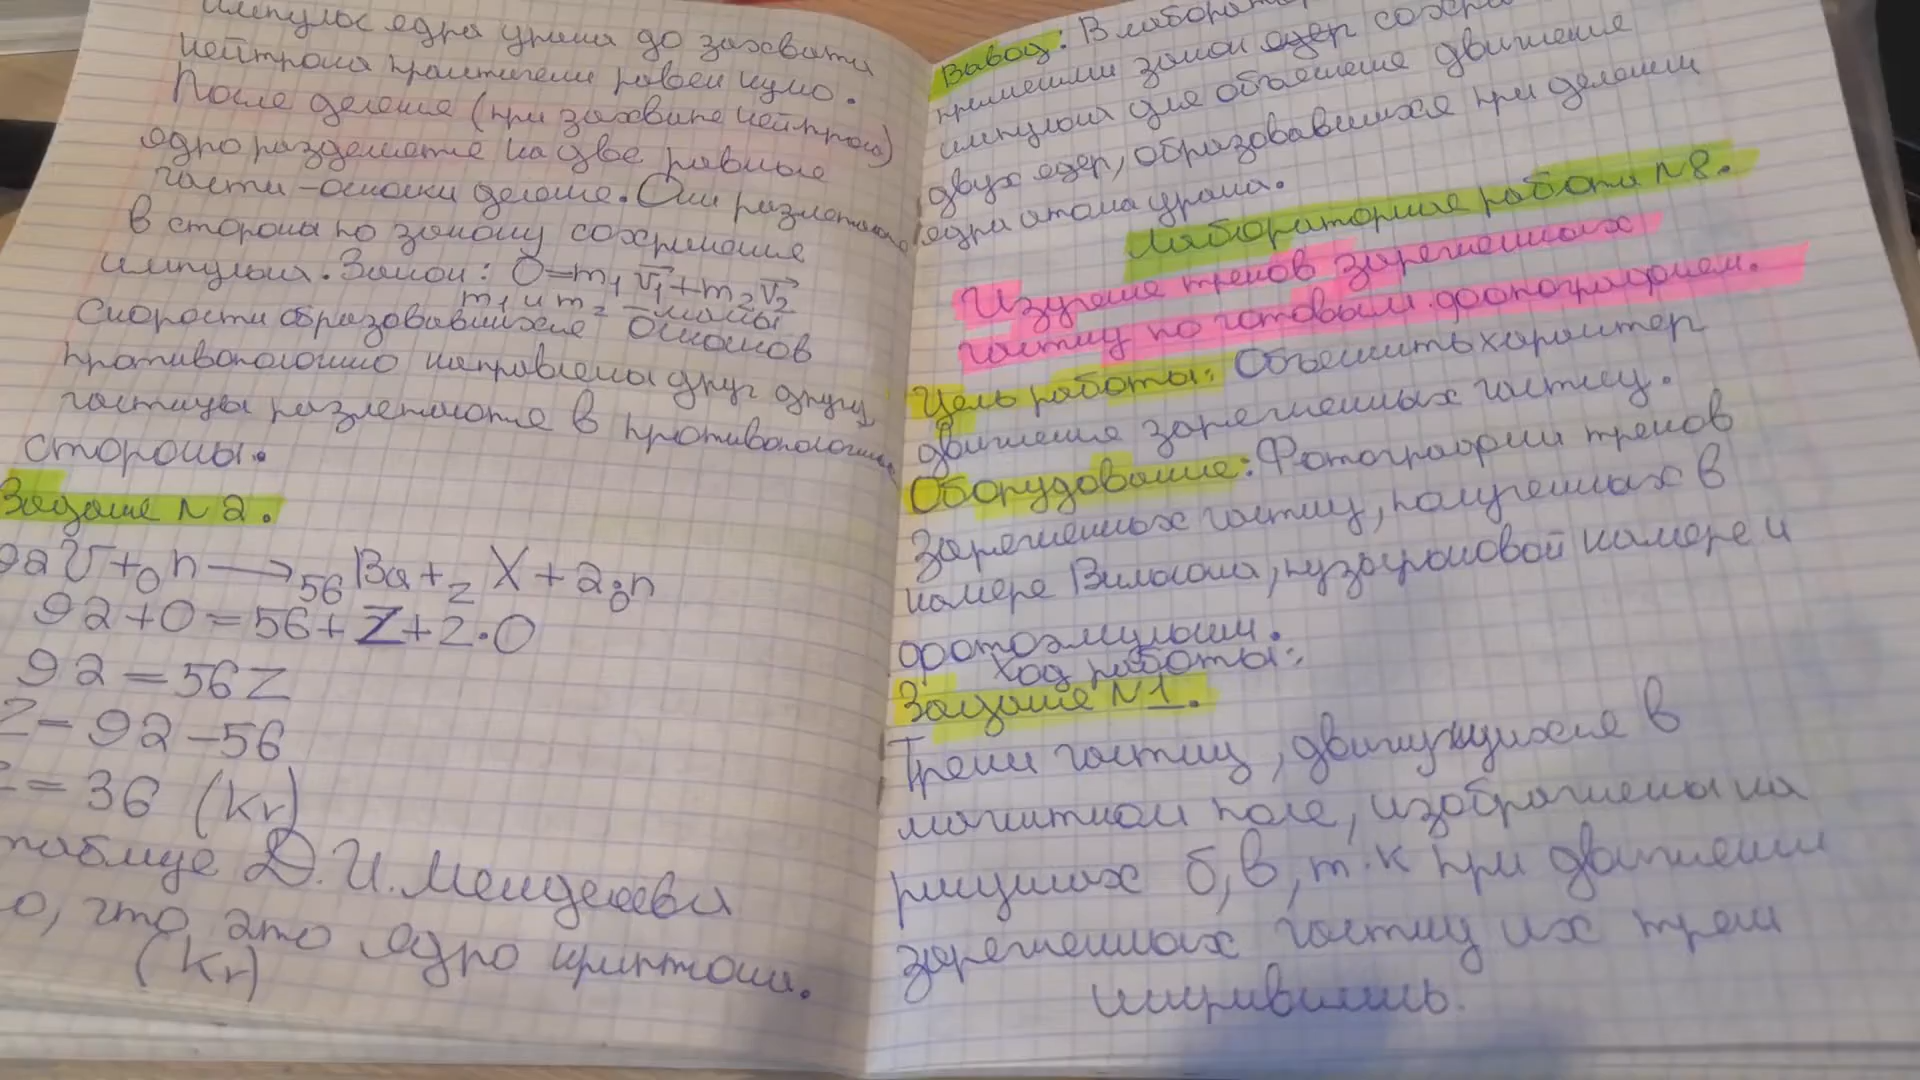 импульс ядра урана до захвата
нейтрона практически равен нулю.
После деления (при захвате нейтрона)
ядро разделяется на две равные
части - осколки деления. Они разлетаются
в стороны по закону сохранения
импульса. Закон: 0=m₁v₁+m₂v₂
m₁ и m₂ – массы
Скорости образовавшихся осколков
противоположно направлены друг другу,
частицы разлетаются в противоположные
стороны.
Задание №2.
92U+₀n→₅₆Ba+zX+2₀n
92+0=56+Z+2·0
92=56Z
Z=92-56
Z=36 (Kr)
таблице Д.И.Менделеева
о, что это ядро криптона.
(Kr)
Вывод: В лаборатор
применили закон ядер сохра
импульса для объяснения движения
двух ядер, образовавшихся при делении
ядра атома урана.
Лабораторная работа №8.
Изучение треков заряженных
частиц по готовым фотографиям.
Цель работы: Объяснить характер
движения заряженных частиц.
Оборудование: Фотографии треков
заряженных частиц, полученных в
камере Вильсона, пузырьковой камере и
фотоэмульсии.
Ход работы:
Задание №1.
Треки частиц, движущихся в
магнитном поле, изображены на
рисунках б, в, т.к при движении
заряженных частиц их трек
искривились.